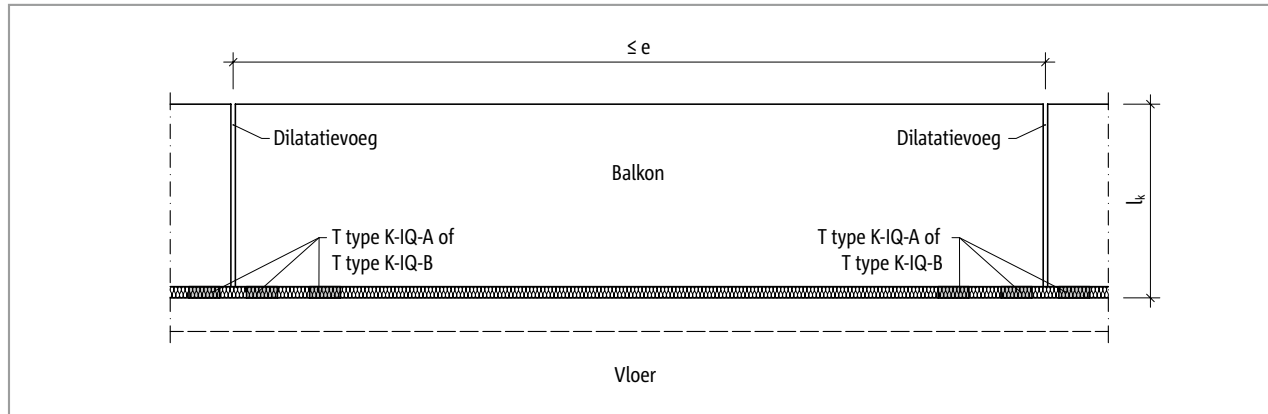 ≤ e
Dilatatievoeg
Dilatatievoeg
Balkon
lk
T type K-IQ-A of
T type K-IQ-B
T type K-IQ-A of
T type K-IQ-B
Vloer